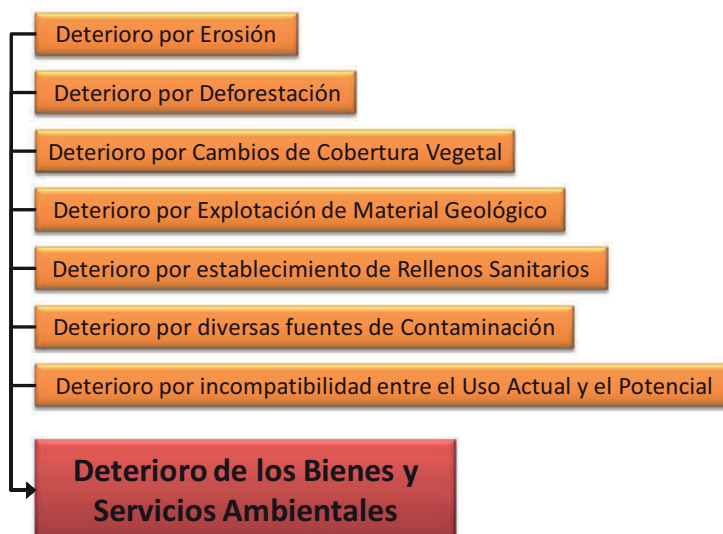 Deterioro por Erosión
Deterioro por Deforestación
Deterioro por Cambios de Cobertura Vegetal
Deterioro por Explotación de Material Geológico
Deterioro por establecimiento de Rellenos Sanitarios
Deterioro por diversas fuentes de Contaminación
Deterioro por incompatibilidad entre el Uso Actual y el Potencial
Deterioro de los Bienes y
Servicios Ambientales